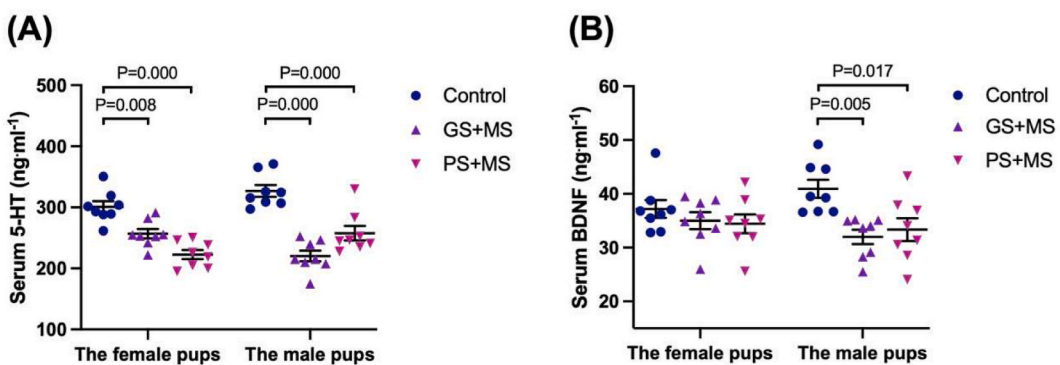 (A)
P=0.000
P=0.000
P=0.008
P=0.000
500
400
300
200
100
Serum 5-HT (ng·ml-1)
The female pups
The male pups
Control
GS+MS
PS+MS
(B)
P=0.017
P=0.005
60
50
40
30
20
Serum BDNF (ng·ml-1)
The female pups
The male pups
Control
GS+MS
PS+MS